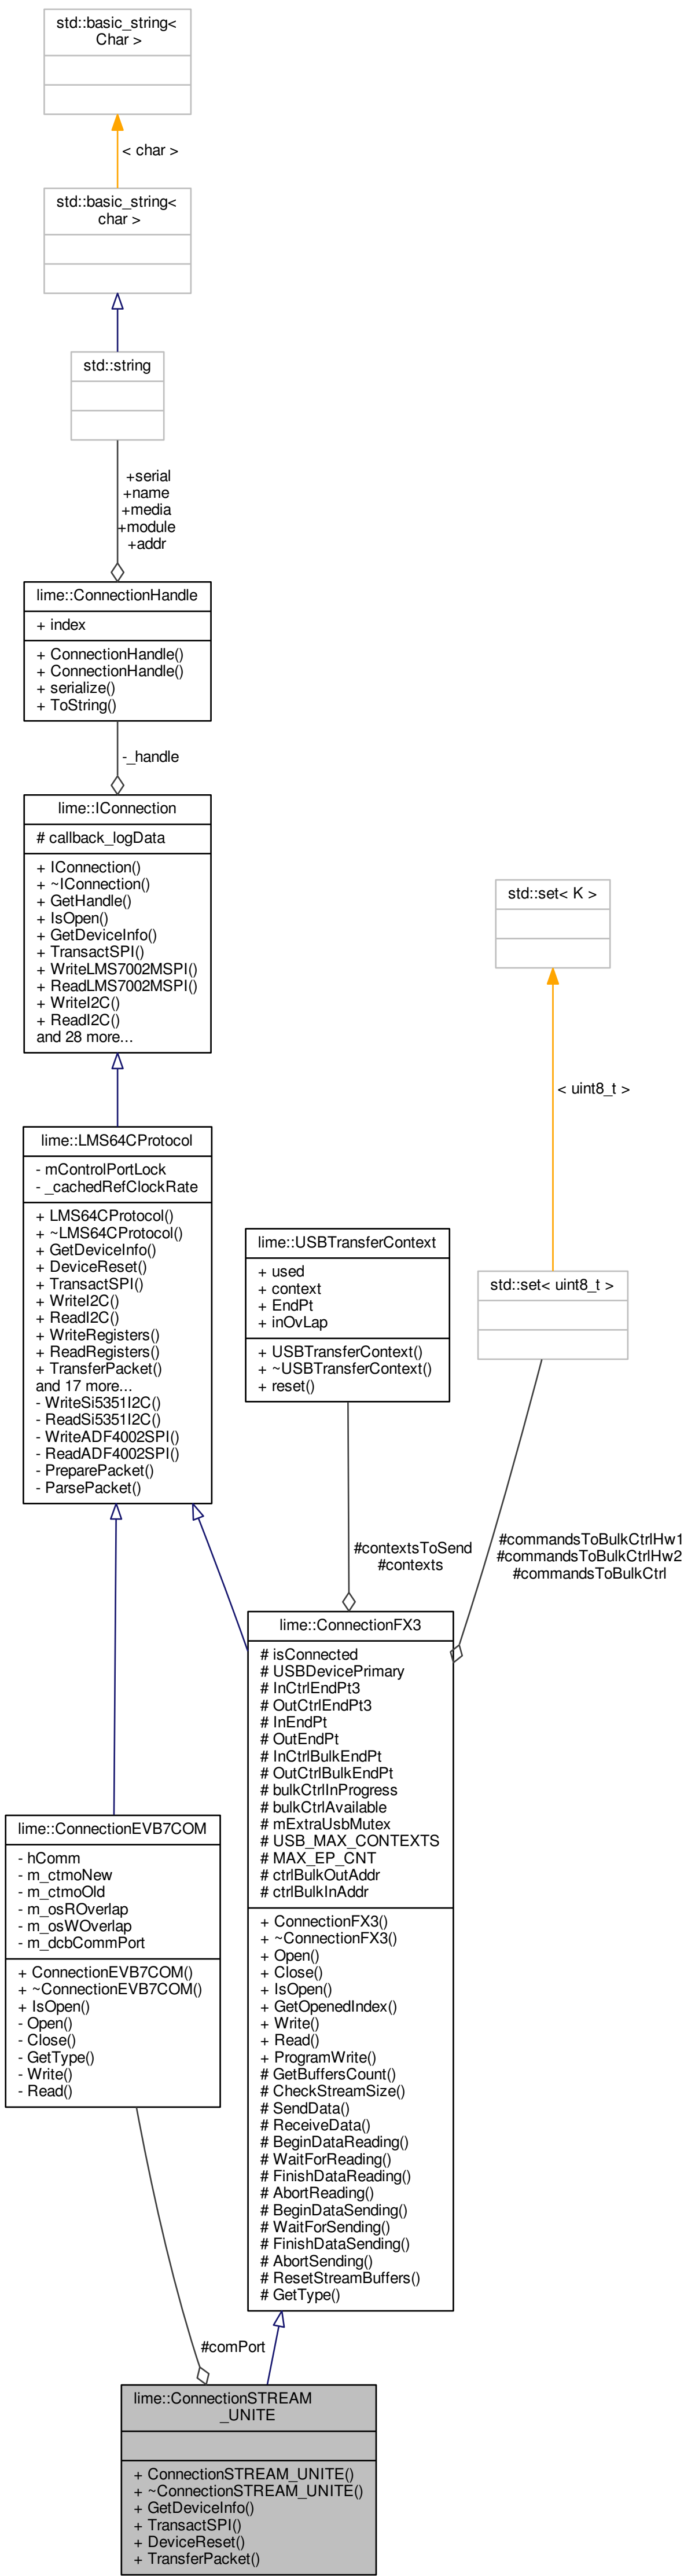 std::basic_string<
Char >
< char >
std::basic_string<
char >
std::string
+serial
+name
+media
+module
+addr
lime::ConnectionHandle
+ index
+ ConnectionHandle()
+ ConnectionHandle()
+ serialize()
+ ToString()
-_handle
lime::IConnection
# callback_logData
+ IConnection()
+ ~IConnection()
+ GetHandle()
+ IsOpen()
+ GetDeviceInfo()
+ TransactSPI()
+ WriteLMS7002MSPI()
+ ReadLMS7002MSPI()
+ WriteI2C()
+ ReadI2C()
and 28 more...
std::set< K >
< uint8_t >
std::set< uint8_t >
lime::LMS64CProtocol
- mControlPortLock
- _cachedRefClockRate
+ LMS64CProtocol()
+ ~LMS64CProtocol()
+ GetDeviceInfo()
+ DeviceReset()
+ TransactSPI()
+ WriteI2C()
+ ReadI2C()
+ WriteRegisters()
+ ReadRegisters()
+ TransferPacket()
and 17 more...
- WriteSi5351I2C()
- ReadSi5351I2C()
- WriteADF4002SPI()
- ReadADF4002SPI()
- PreparePacket()
- ParsePacket()
lime::USBTransferContext
+ used
+ context
+ EndPt
+ inOvLap
+ USBTransferContext()
+ ~USBTransferContext()
+ reset()
#contextsToSend
#contexts
#commandsToBulkCtrlHw1
#commandsToBulkCtrlHw2
#commandsToBulkCtrl
lime::ConnectionFX3
# isConnected
# USBDevicePrimary
# InCtrlEndPt3
# OutCtrlEndPt3
# InEndPt
# OutEndPt
# InCtrlBulkEndPt
# OutCtrlBulkEndPt
# bulkCtrlInProgress
# bulkCtrlAvailable
# mExtraUsbMutex
# USB_MAX_CONTEXTS
# MAX_EP_CNT
# ctrlBulkOutAddr
# ctrlBulkInAddr
+ ConnectionFX3()
+ ~ConnectionFX3()
+ Open()
+ Close()
+ IsOpen()
+ GetOpenedIndex()
+ Write()
+ Read()
+ ProgramWrite()
# GetBuffersCount()
# CheckStreamSize()
# SendData()
# ReceiveData()
# BeginDataReading()
# WaitForReading()
# FinishDataReading()
# AbortReading()
# BeginDataSending()
# WaitForSending()
# FinishDataSending()
# AbortSending()
# ResetStreamBuffers()
# GetType()
lime::ConnectionEVB7COM
- hComm
- m_ctmoNew
- m_ctmoOld
- m_osROverlap
- m_osWOverlap
- m_dcbCommPort
+ ConnectionEVB7COM()
+ ~ConnectionEVB7COM()
+ IsOpen()
- Open()
- Close()
- GetType()
- Write()
- Read()
#comPort
lime::ConnectionSTREAM
_UNITE
+ ConnectionSTREAM_UNITE()
+ ~ConnectionSTREAM_UNITE()
+ GetDeviceInfo()
+ TransactSPI()
+ DeviceReset()
+ TransferPacket()